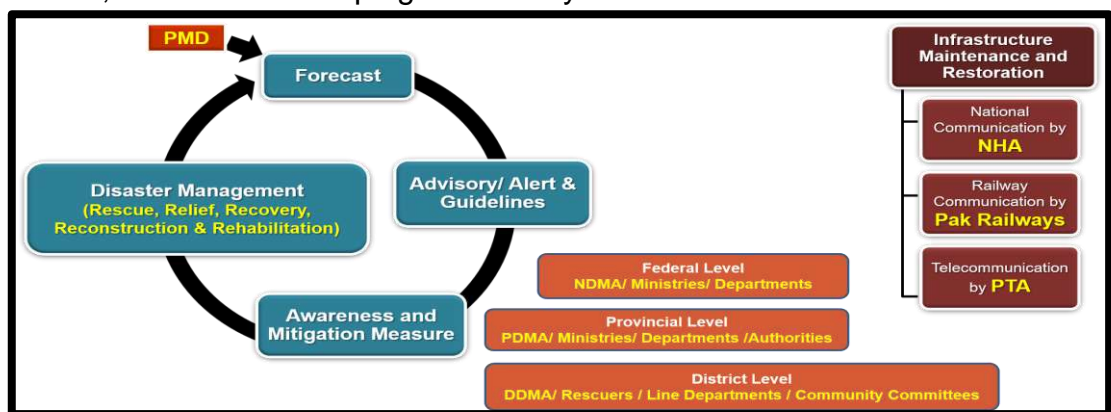 PMD
Forecast
Advisory/ Alert &
Guidelines
Awareness and
Mitigation Measure
Disaster Management
(Rescue, Relief, Recovery,
Reconstruction & Rehabilitation)
Federal Level
NDMA/ Ministries/ Departments
Provincial Level
PDMA/ Ministries/ Departments /Authorities
District Level
DDMA/ Rescuers / Line Departments / Community Committees
Infrastructure
Maintenance and
Restoration
National
Communication by
NHA
Railway
Communication by
Pak Railways
Telecommunication
by PTA